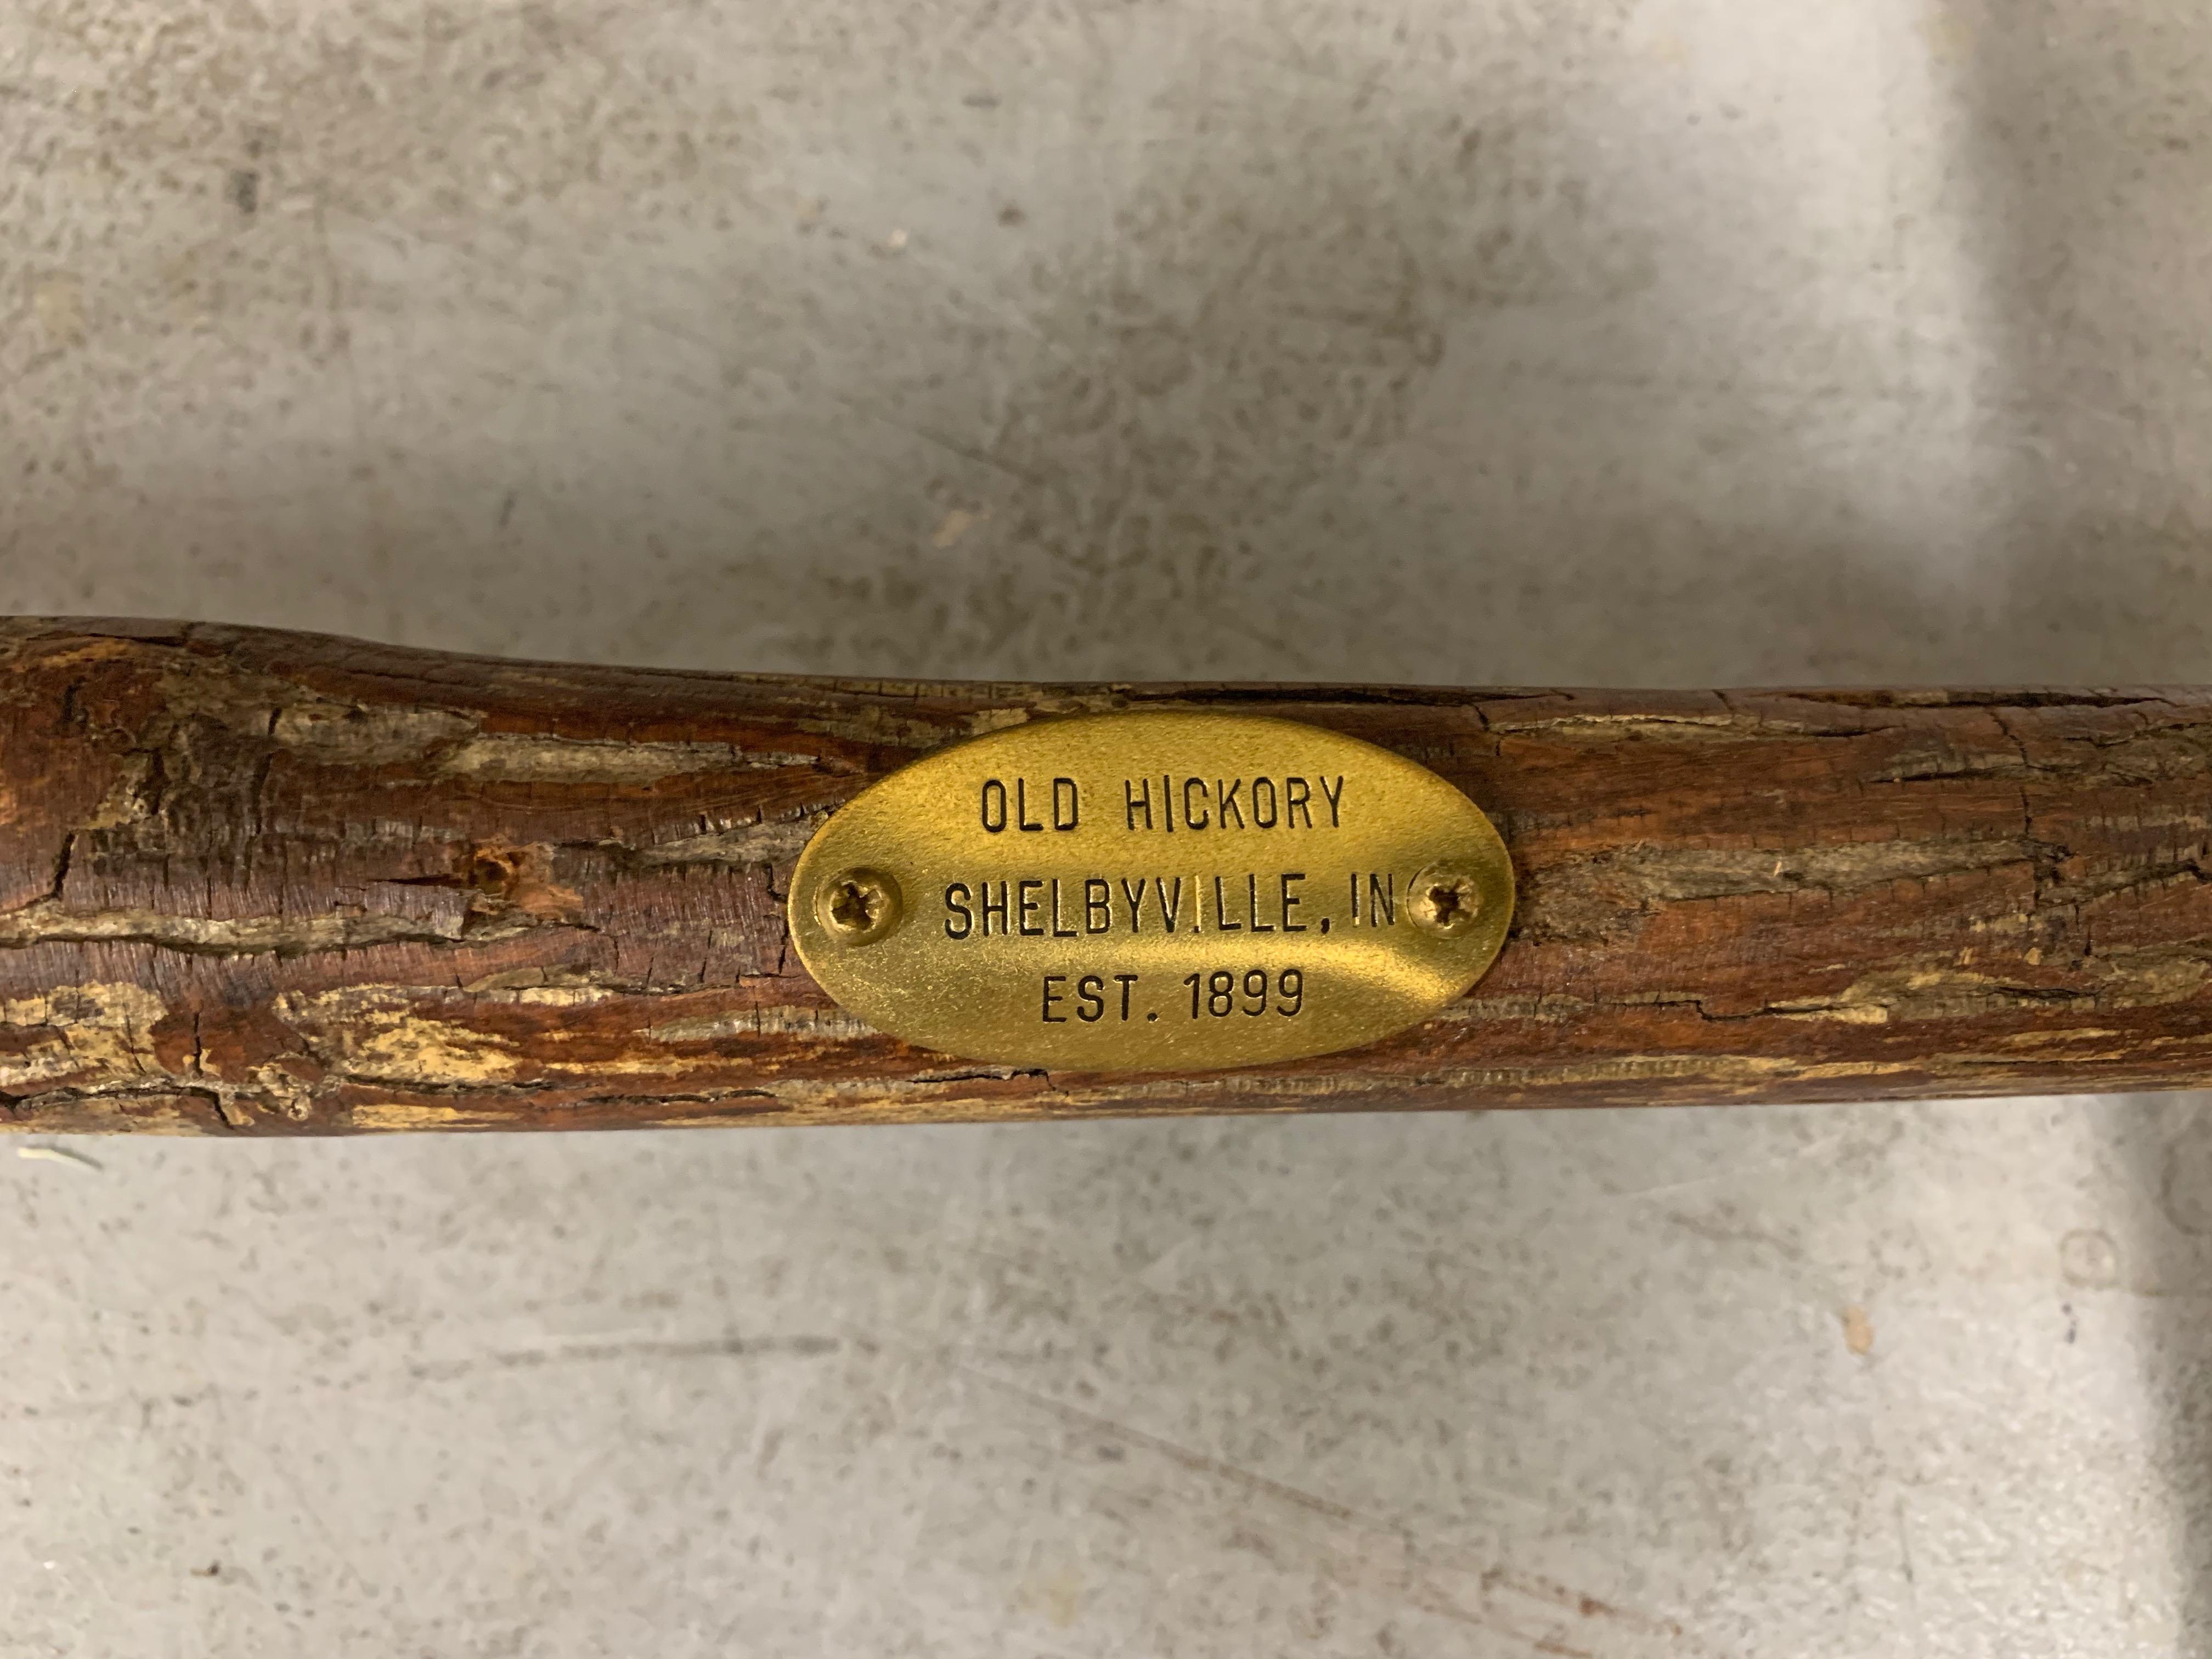 OLD HICKORY
SHELBYVILLE, IN
EST. 1899